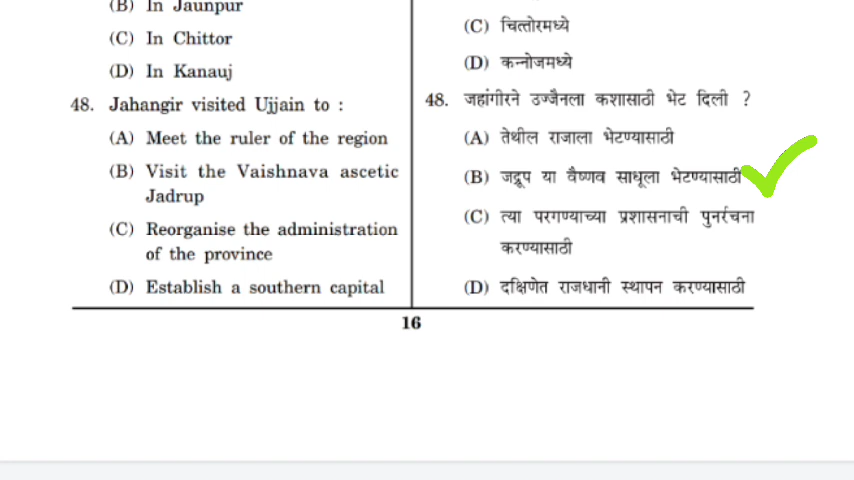 (B) In Jaunpur
(C) In Chittor
(D) In Kanauj
48. Jahangir visited Ujjain to :
(A) Meet the ruler of the region
(B) Visit the Vaishnava ascetic
Jadrup
(C) Reorganise the administration
of the province
(D) Establish a southern capital
(C) चित्तोरमध्ये
(D) कन्नोजमध्ये
48. जहांगीरने उज्जैनला कशासाठी भेट दिली ?
(A) तेथील राजाला भेटण्यासाठी
(B) जद्रूप या वैष्णव साधूला भेटण्यासाठी
(C) त्या परगण्याच्या प्रशासनाची पुनर्रचना
करण्यासाठी
(D) दक्षिणेत राजधानी स्थापन करण्यासाठी
16